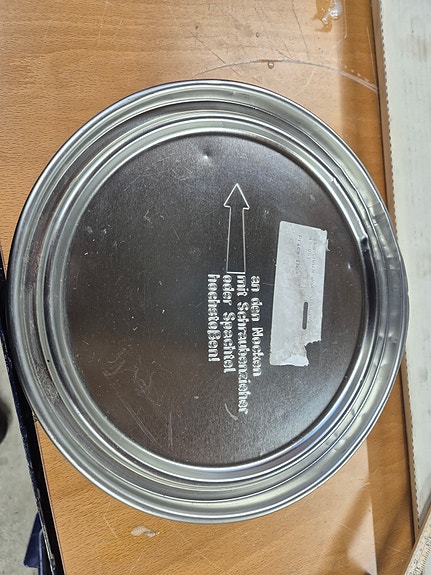 an den Nocken
mit Schraubenzieher
oder Spachtel
hochstoßen!